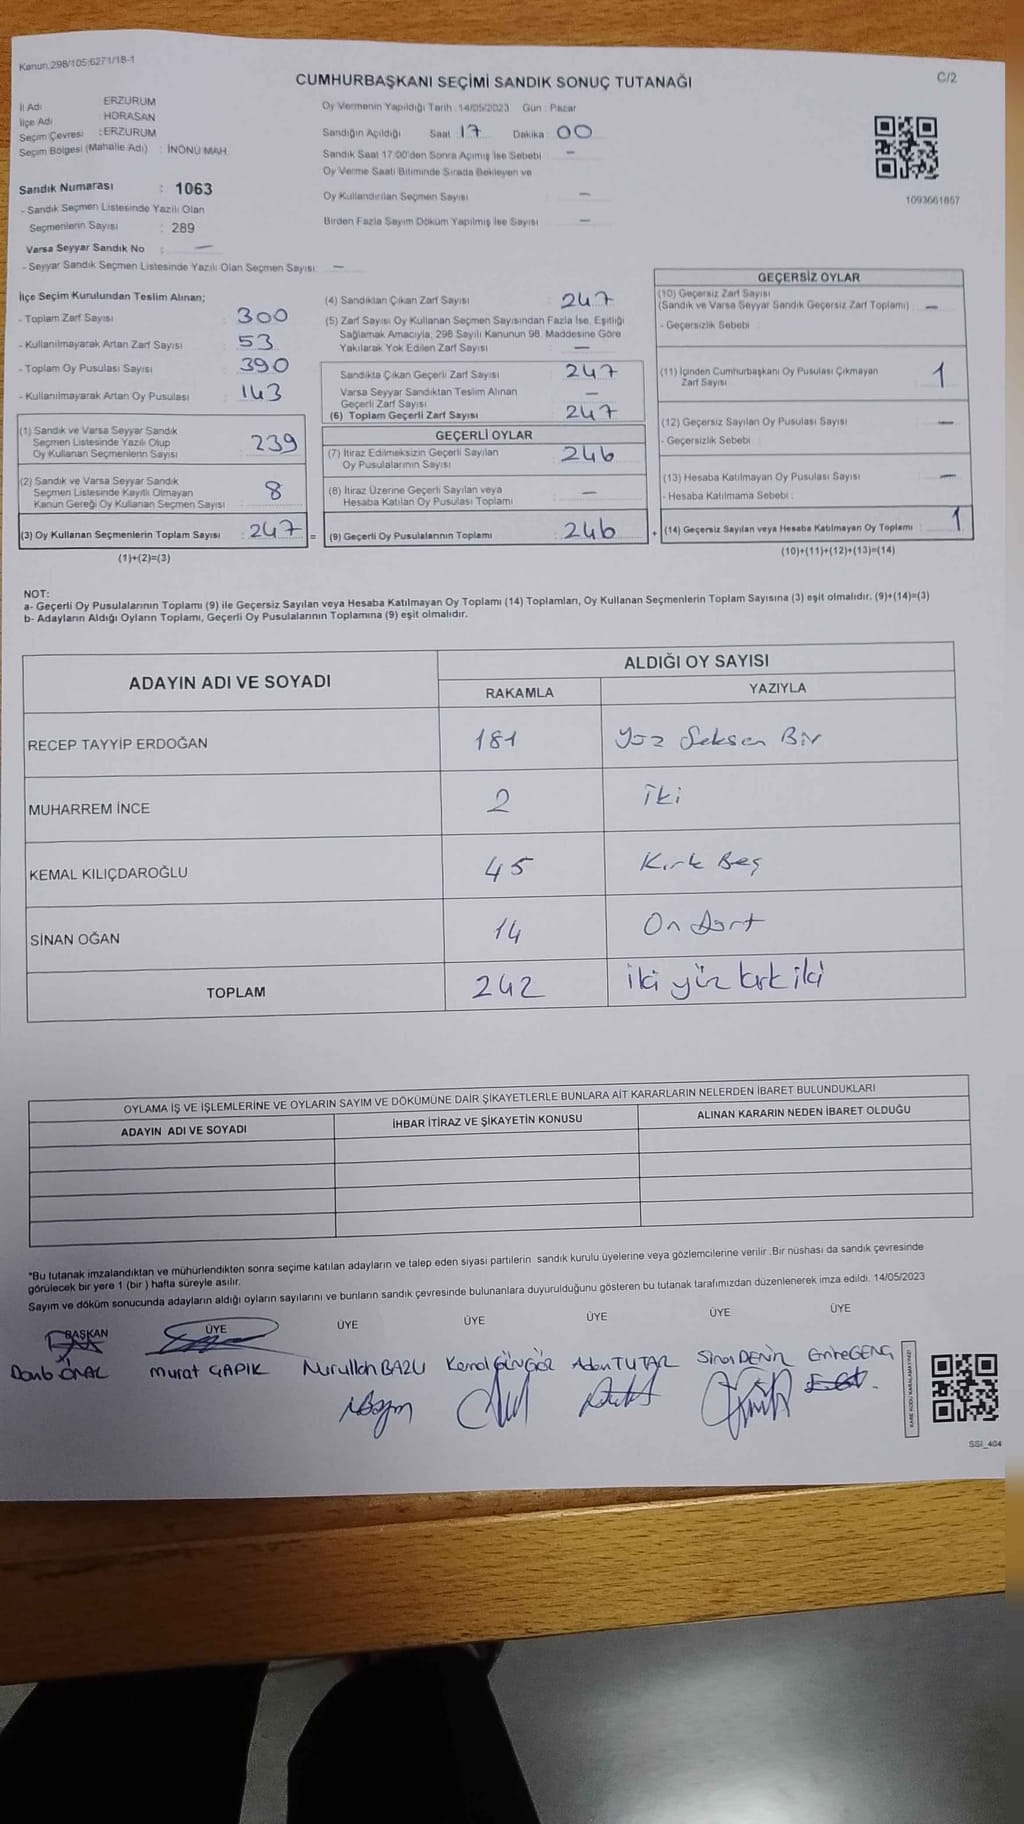 Kanun:298/105;6271/18-1
CUMHURBAŞKANI SEÇİMİ SANDIK SONUÇ TUTANAĞI
C/2
İl Adı ERZURUM
İlçe Adı HORASAN
Seçim Çevresi : ERZURUM
Seçim Bölgesi (Mahalle Adı) : İNÖNÜ MAH.
Oy Vermenin Yapıldığı Tarih : 14/05/2023 Gün : Pazar
Sandığın Açıldığı Saat 17 Dakika : 00
Sandık Saat 17:00'den Sonra Açılmış İse Sebebi —
Oy Verme Saati Bitiminde Sırada Bekleyen ve
Oy Kullandırılan Seçmen Sayısı —
Birden Fazla Sayım Döküm Yapılmış İse Sayısı —
1093661857
Sandık Numarası : 1063
- Sandık Seçmen Listesinde Yazılı Olan
Seçmenlerin Sayısı : 289
Varsa Seyyar Sandık No : —
- Seyyar Sandık Seçmen Listesinde Yazılı Olan Seçmen Sayısı: —
İlçe Seçim Kurulundan Teslim Alınan;
- Toplam Zarf Sayısı : 300
- Kullanılmayarak Artan Zarf Sayısı : 53
- Toplam Oy Pusulası Sayısı : 390
- Kullanılmayarak Artan Oy Pusulası : 143
(1) Sandık ve Varsa Seyyar Sandık
Seçmen Listesinde Yazılı Olup
Oy Kullanan Seçmenlerin Sayısı : 239
(2) Sandık ve Varsa Seyyar Sandık
Seçmen Listesinde Kayıtlı Olmayan
Kanun Gereği Oy Kullanan Seçmen Sayısı : 8
(3) Oy Kullanan Seçmenlerin Toplam Sayısı : 247 =
(1)+(2)=(3)
(4) Sandıktan Çıkan Zarf Sayısı : 247
(5) Zarf Sayısı Oy Kullanan Seçmen Sayısından Fazla İse, Eşitliği
Sağlamak Amacıyla, 298 Sayılı Kanunun 98. Maddesine Göre
Yakılarak Yok Edilen Zarf Sayısı : —
Sandıkta Çıkan Geçerli Zarf Sayısı : 247
Varsa Seyyar Sandıktan Teslim Alınan
Geçerli Zarf Sayısı : —
(6) Toplam Geçerli Zarf Sayısı : 247
GEÇERLİ OYLAR
(7) İtiraz Edilmeksizin Geçerli Sayılan
Oy Pusulalarının Sayısı : 246
(8) İtiraz Üzerine Geçerli Sayılan veya
Hesaba Katılan Oy Pusulası Toplamı : —
(9) Geçerli Oy Pusulalarının Toplamı : 246 +
GEÇERSİZ OYLAR
(10) Geçersiz Zarf Sayısı
(Sandık ve Varsa Seyyar Sandık Geçersiz Zarf Toplamı) : —
- Geçersizlik Sebebi :
(11) İçinden Cumhurbaşkanı Oy Pusulası Çıkmayan
Zarf Sayısı : 1
(12) Geçersiz Sayılan Oy Pusulası Sayısı : —
- Geçersizlik Sebebi :
(13) Hesaba Katılmayan Oy Pusulası Sayısı : —
- Hesaba Katılmama Sebebi :
(14) Geçersiz Sayılan veya Hesaba Katılmayan Oy Toplamı : 1
(10)+(11)+(12)+(13)=(14)
NOT:
a- Geçerli Oy Pusulalarının Toplamı (9) ile Geçersiz Sayılan veya Hesaba Katılmayan Oy Toplamı (14) Toplamları, Oy Kullanan Seçmenlerin Toplam Sayısına (3) eşit olmalıdır. (9)+(14)=(3)
b- Adayların Aldığı Oyların Toplamı, Geçerli Oy Pusulalarının Toplamına (9) eşit olmalıdır.
ADAYIN ADI VE SOYADI
ALDIĞI OY SAYISI
RAKAMLA YAZIYLA
RECEP TAYYİP ERDOĞAN 181 Yüz Seksen Bir
MUHARREM İNCE 2 İki
KEMAL KILIÇDAROĞLU 45 Kırk Beş
SİNAN OĞAN 14 On dört
TOPLAM 242 İki yüz kırk iki
OYLAMA İŞ VE İŞLEMLERİNE VE OYLARIN SAYIM VE DÖKÜMÜNE DAİR ŞİKAYETLERLE BUNLARA AİT KARARLARIN NELERDEN İBARET BULUNDUKLARI
ADAYIN ADI VE SOYADI İHBAR İTİRAZ VE ŞİKAYETİN KONUSU ALINAN KARARIN NEDEN İBARET OLDUĞU
*Bu tutanak imzalandıktan ve mühürlendikten sonra seçime katılan adayların ve talep eden siyasi partilerin sandık kurulu üyelerine veya gözlemcilerine verilir .Bir nüshası da sandık çevresinde
görülecek bir yere 1 (bir ) hafta süreyle asılır.
Sayım ve döküm sonucunda adayların aldığı oyların sayılarını ve bunların sandık çevresinde bulunanlara duyurulduğunu gösteren bu tutanak tarafımızdan düzenlenerek imza edildi. 14/05/2023
BAŞKAN ÜYE ÜYE ÜYE ÜYE ÜYE ÜYE
ÖNAL Murat ÇAPIK Nurullah Kemal GÜNGÖR Adem TUTAR Sinan Emine GENÇ
KARE KODU KARALAMAYINIZ!
SSI_404